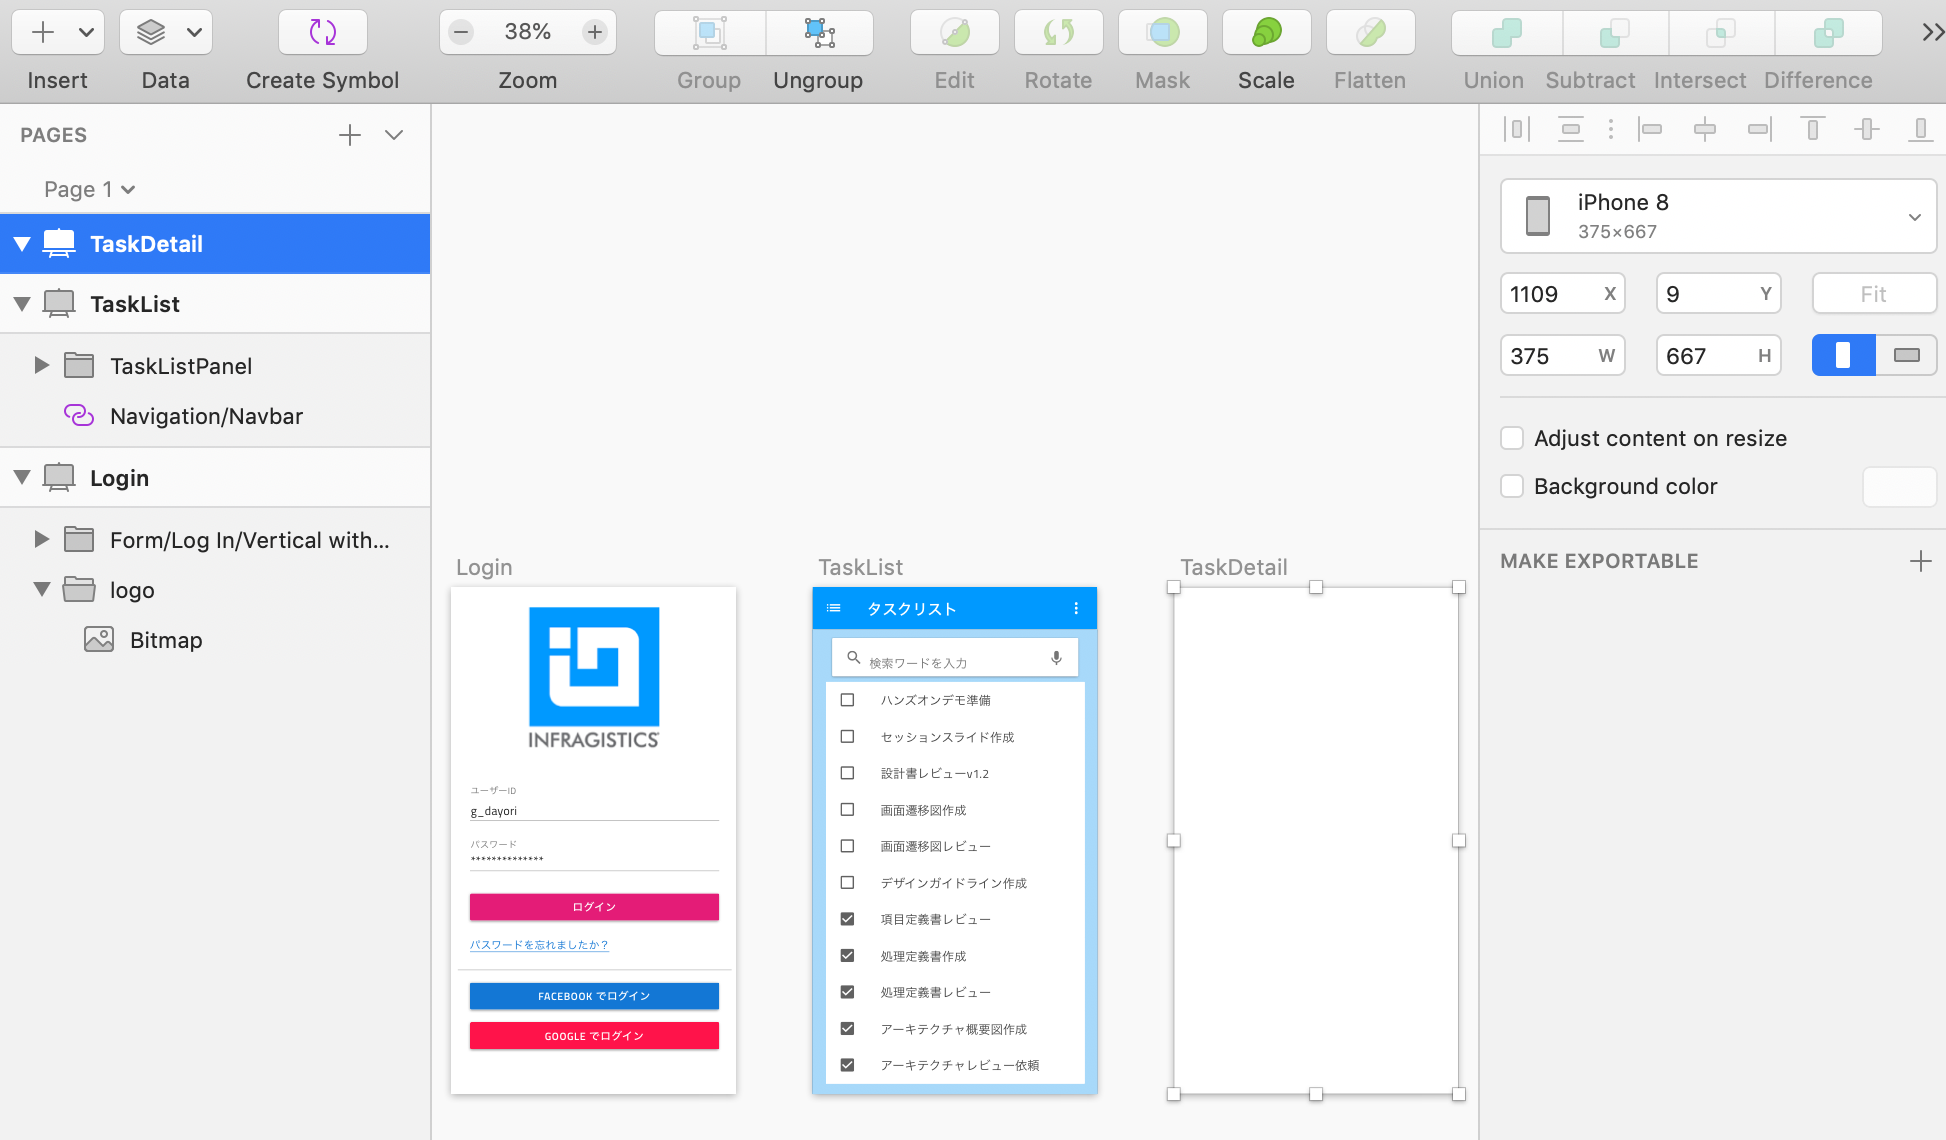 38%
Insert
Data
Create Symbol
Zoom
Group
Ungroup
Edit
Rotate
Mask
Scale
Flatten
Union
Subtract
Intersect
Difference
PAGES
Page 1
TaskDetail
TaskList
TaskListPanel
Navigation/Navbar
Login
Form/Log In/Vertical with...
logo
Bitmap
Login
INFRAGISTICS
ユーザーID
g_dayori
パスワード
**************
ログイン
パスワードを忘れましたか？
FACEBOOK でログイン
GOOGLE でログイン
TaskList
タスクリスト
検索ワードを入力
ハンズオンデモ準備
セッションスライド作成
設計書レビューv1.2
画面遷移図作成
画面遷移図レビュー
デザインガイドライン作成
項目定義書レビュー
処理定義書作成
処理定義書レビュー
アーキテクチャ概要図作成
アーキテクチャレビュー依頼
TaskDetail
iPhone 8
375×667
1109 X
9 Y
Fit
375 W
667 H
Adjust content on resize
Background color
MAKE EXPORTABLE